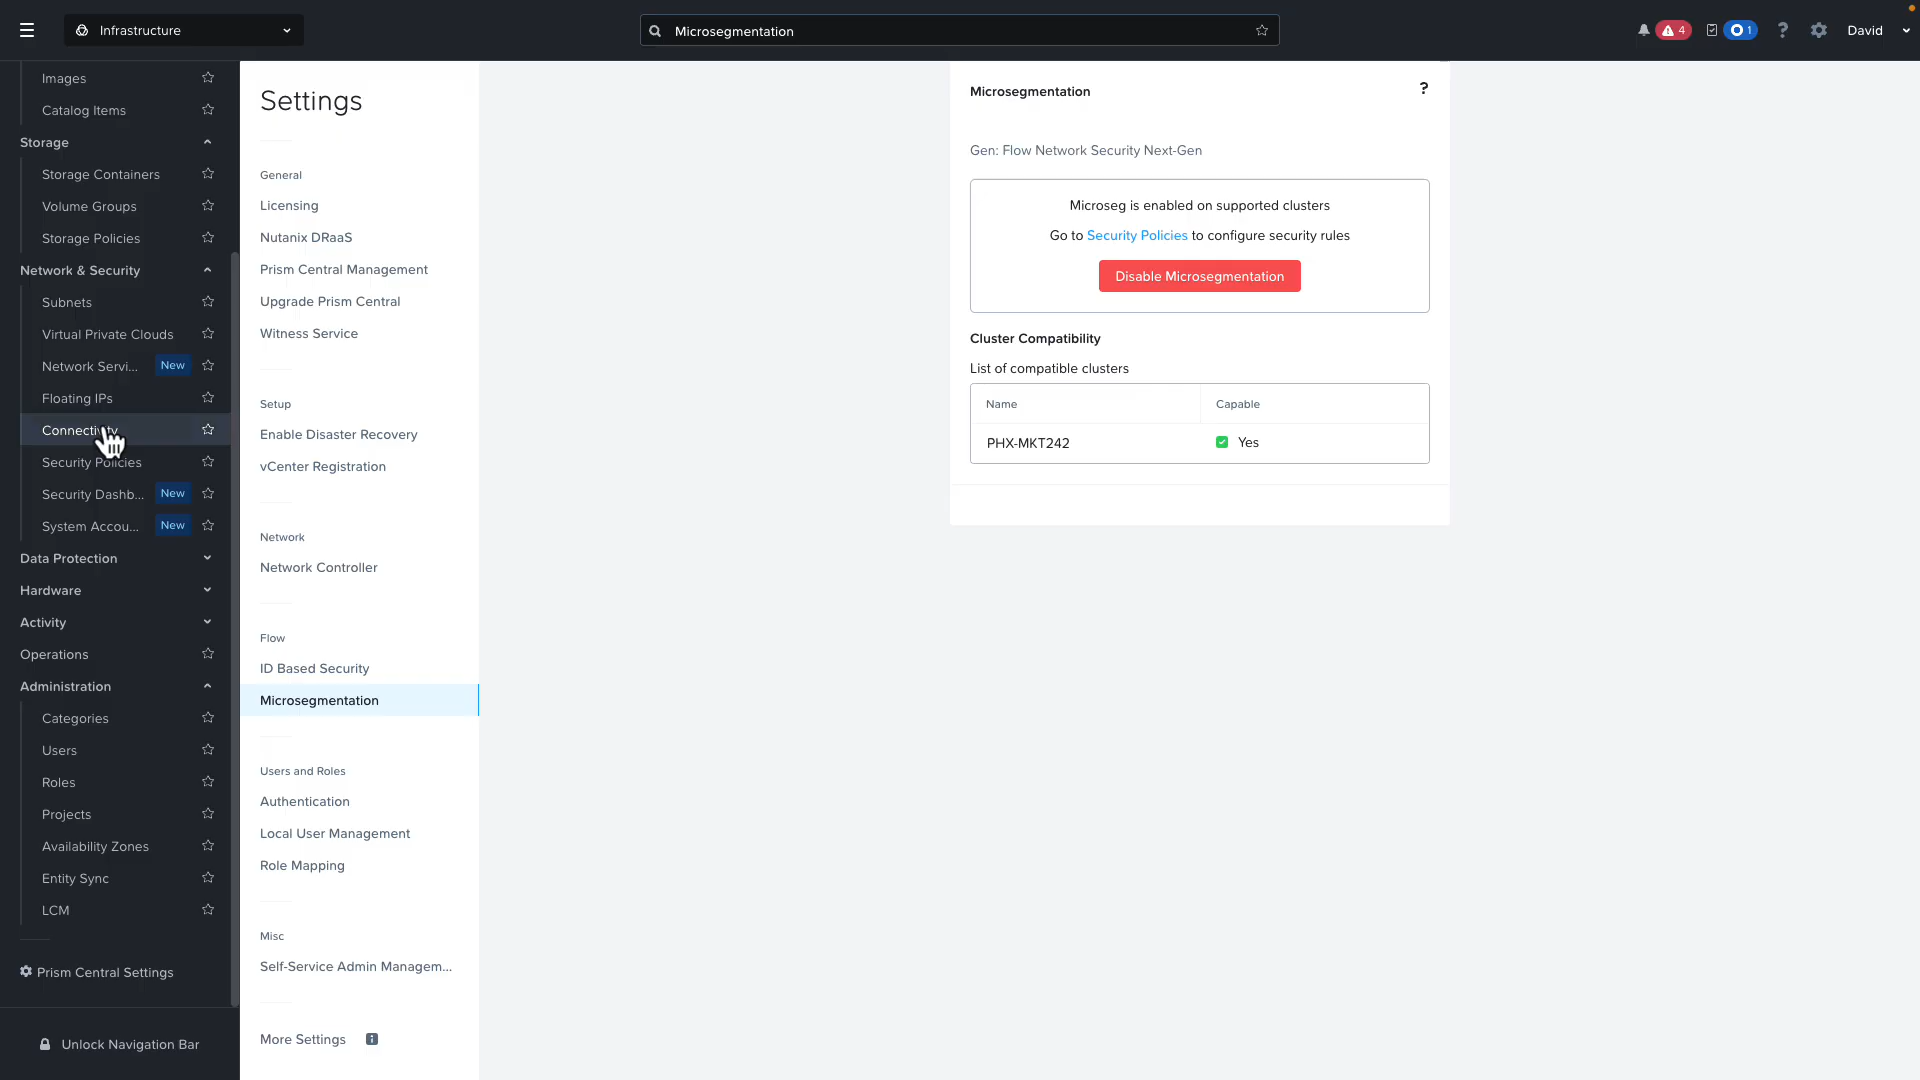 Infrastructure
Microsegmentation
4
1
?
David
Images
Catalog Items
Storage
Storage Containers
Volume Groups
Storage Policies
Network & Security
Subnets
Virtual Private Clouds
Network Servi... New
Floating IPs
Connectivity
Security Policies
Security Dashb... New
System Accou... New
Data Protection
Hardware
Activity
Operations
Administration
Categories
Users
Roles
Projects
Availability Zones
Entity Sync
LCM
Prism Central Settings
Unlock Navigation Bar
Settings
General
Licensing
Nutanix DRaaS
Prism Central Management
Upgrade Prism Central
Witness Service
Setup
Enable Disaster Recovery
vCenter Registration
Network
Network Controller
Flow
ID Based Security
Microsegmentation
Users and Roles
Authentication
Local User Management
Role Mapping
Misc
Self-Service Admin Managem...
More Settings
Microsegmentation
?
Gen: Flow Network Security Next-Gen
Microseg is enabled on supported clusters
Go to Security Policies to configure security rules
Disable Microsegmentation
Cluster Compatibility
List of compatible clusters
Name Capable
PHX-MKT242 Yes